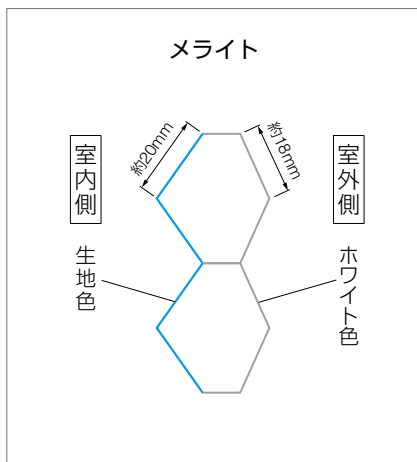 メライト
約20mm
約18mm
室内側
室外側
生地色
ホワイト色